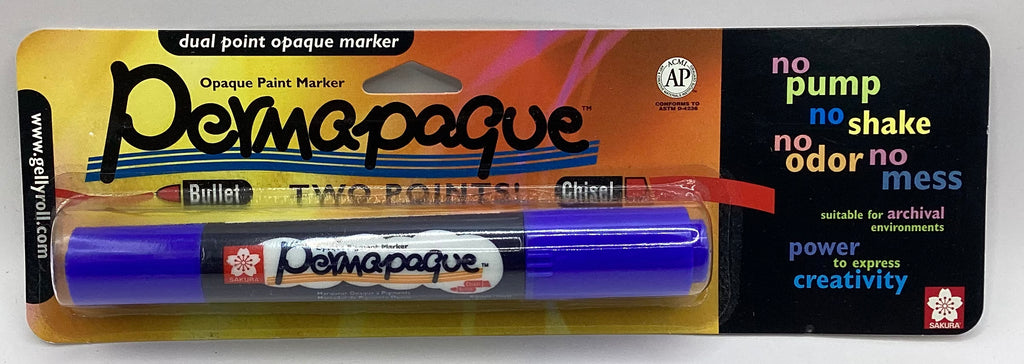 dual point opaque marker
Opaque Paint Marker
Permapaque™
ACMI
AP
CONFORMS TO
ASTM D-4236
www.gellyroll.com
Bullet TWO POINTS! Chisel
Permapaque™
SAKURA
no
pump
no shake
no
odor no
mess
suitable for archival
environments
power
to express
creativity
SAKURA